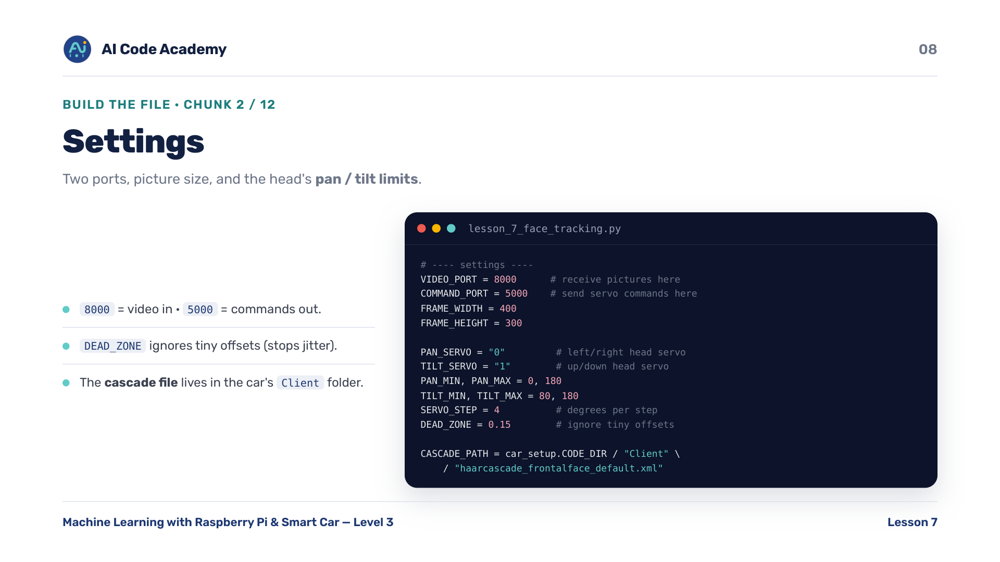 AI Code Academy
08
BUILD THE FILE • CHUNK 2 / 12
Settings
Two ports, picture size, and the head's pan / tilt limits.
8000 = video in • 5000 = commands out.
DEAD_ZONE ignores tiny offsets (stops jitter).
The cascade file lives in the car's Client folder.
lesson_7_face_tracking.py
# ---- settings ----
VIDEO_PORT = 8000      # receive pictures here
COMMAND_PORT = 5000    # send servo commands here
FRAME_WIDTH = 400
FRAME_HEIGHT = 300
PAN_SERVO = "0"         # left/right head servo
TILT_SERVO = "1"        # up/down head servo
PAN_MIN, PAN_MAX = 0, 180
TILT_MIN, TILT_MAX = 80, 180
SERVO_STEP = 4          # degrees per step
DEAD_ZONE = 0.15        # ignore tiny offsets
CASCADE_PATH = car_setup.CODE_DIR / "Client" \
    / "haarcascade_frontalface_default.xml"
Machine Learning with Raspberry Pi & Smart Car — Level 3
Lesson 7